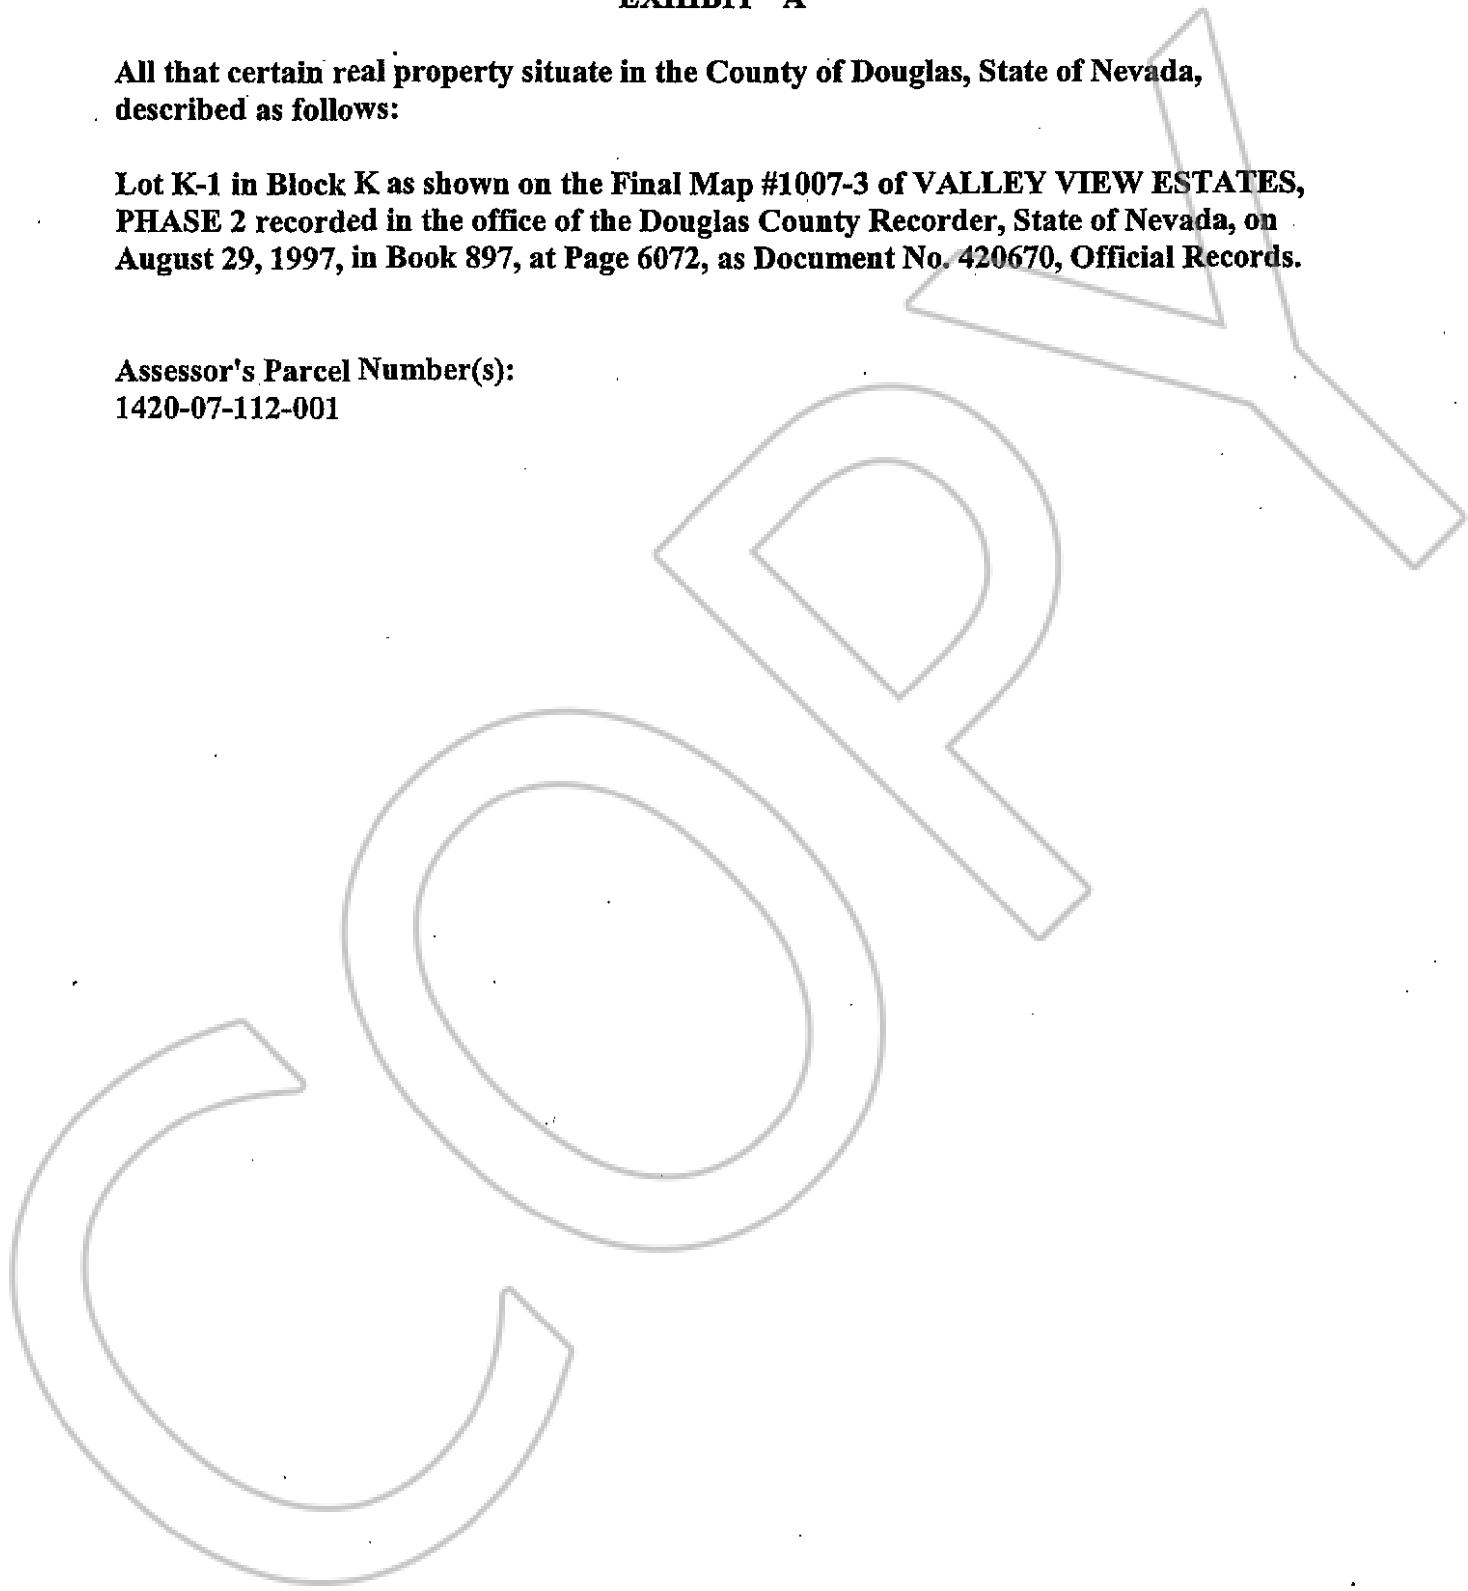 EXHIBIT "A"
All that certain real property situate in the County of Douglas, State of Nevada,
described as follows:
Lot K-1 in Block K as shown on the Final Map #1007-3 of VALLEY VIEW ESTATES,
PHASE 2 recorded in the office of the Douglas County Recorder, State of Nevada, on
August 29, 1997, in Book 897, at Page 6072, as Document No. 420670, Official Records.
Assessor's Parcel Number(s):
1420-07-112-001
COPY